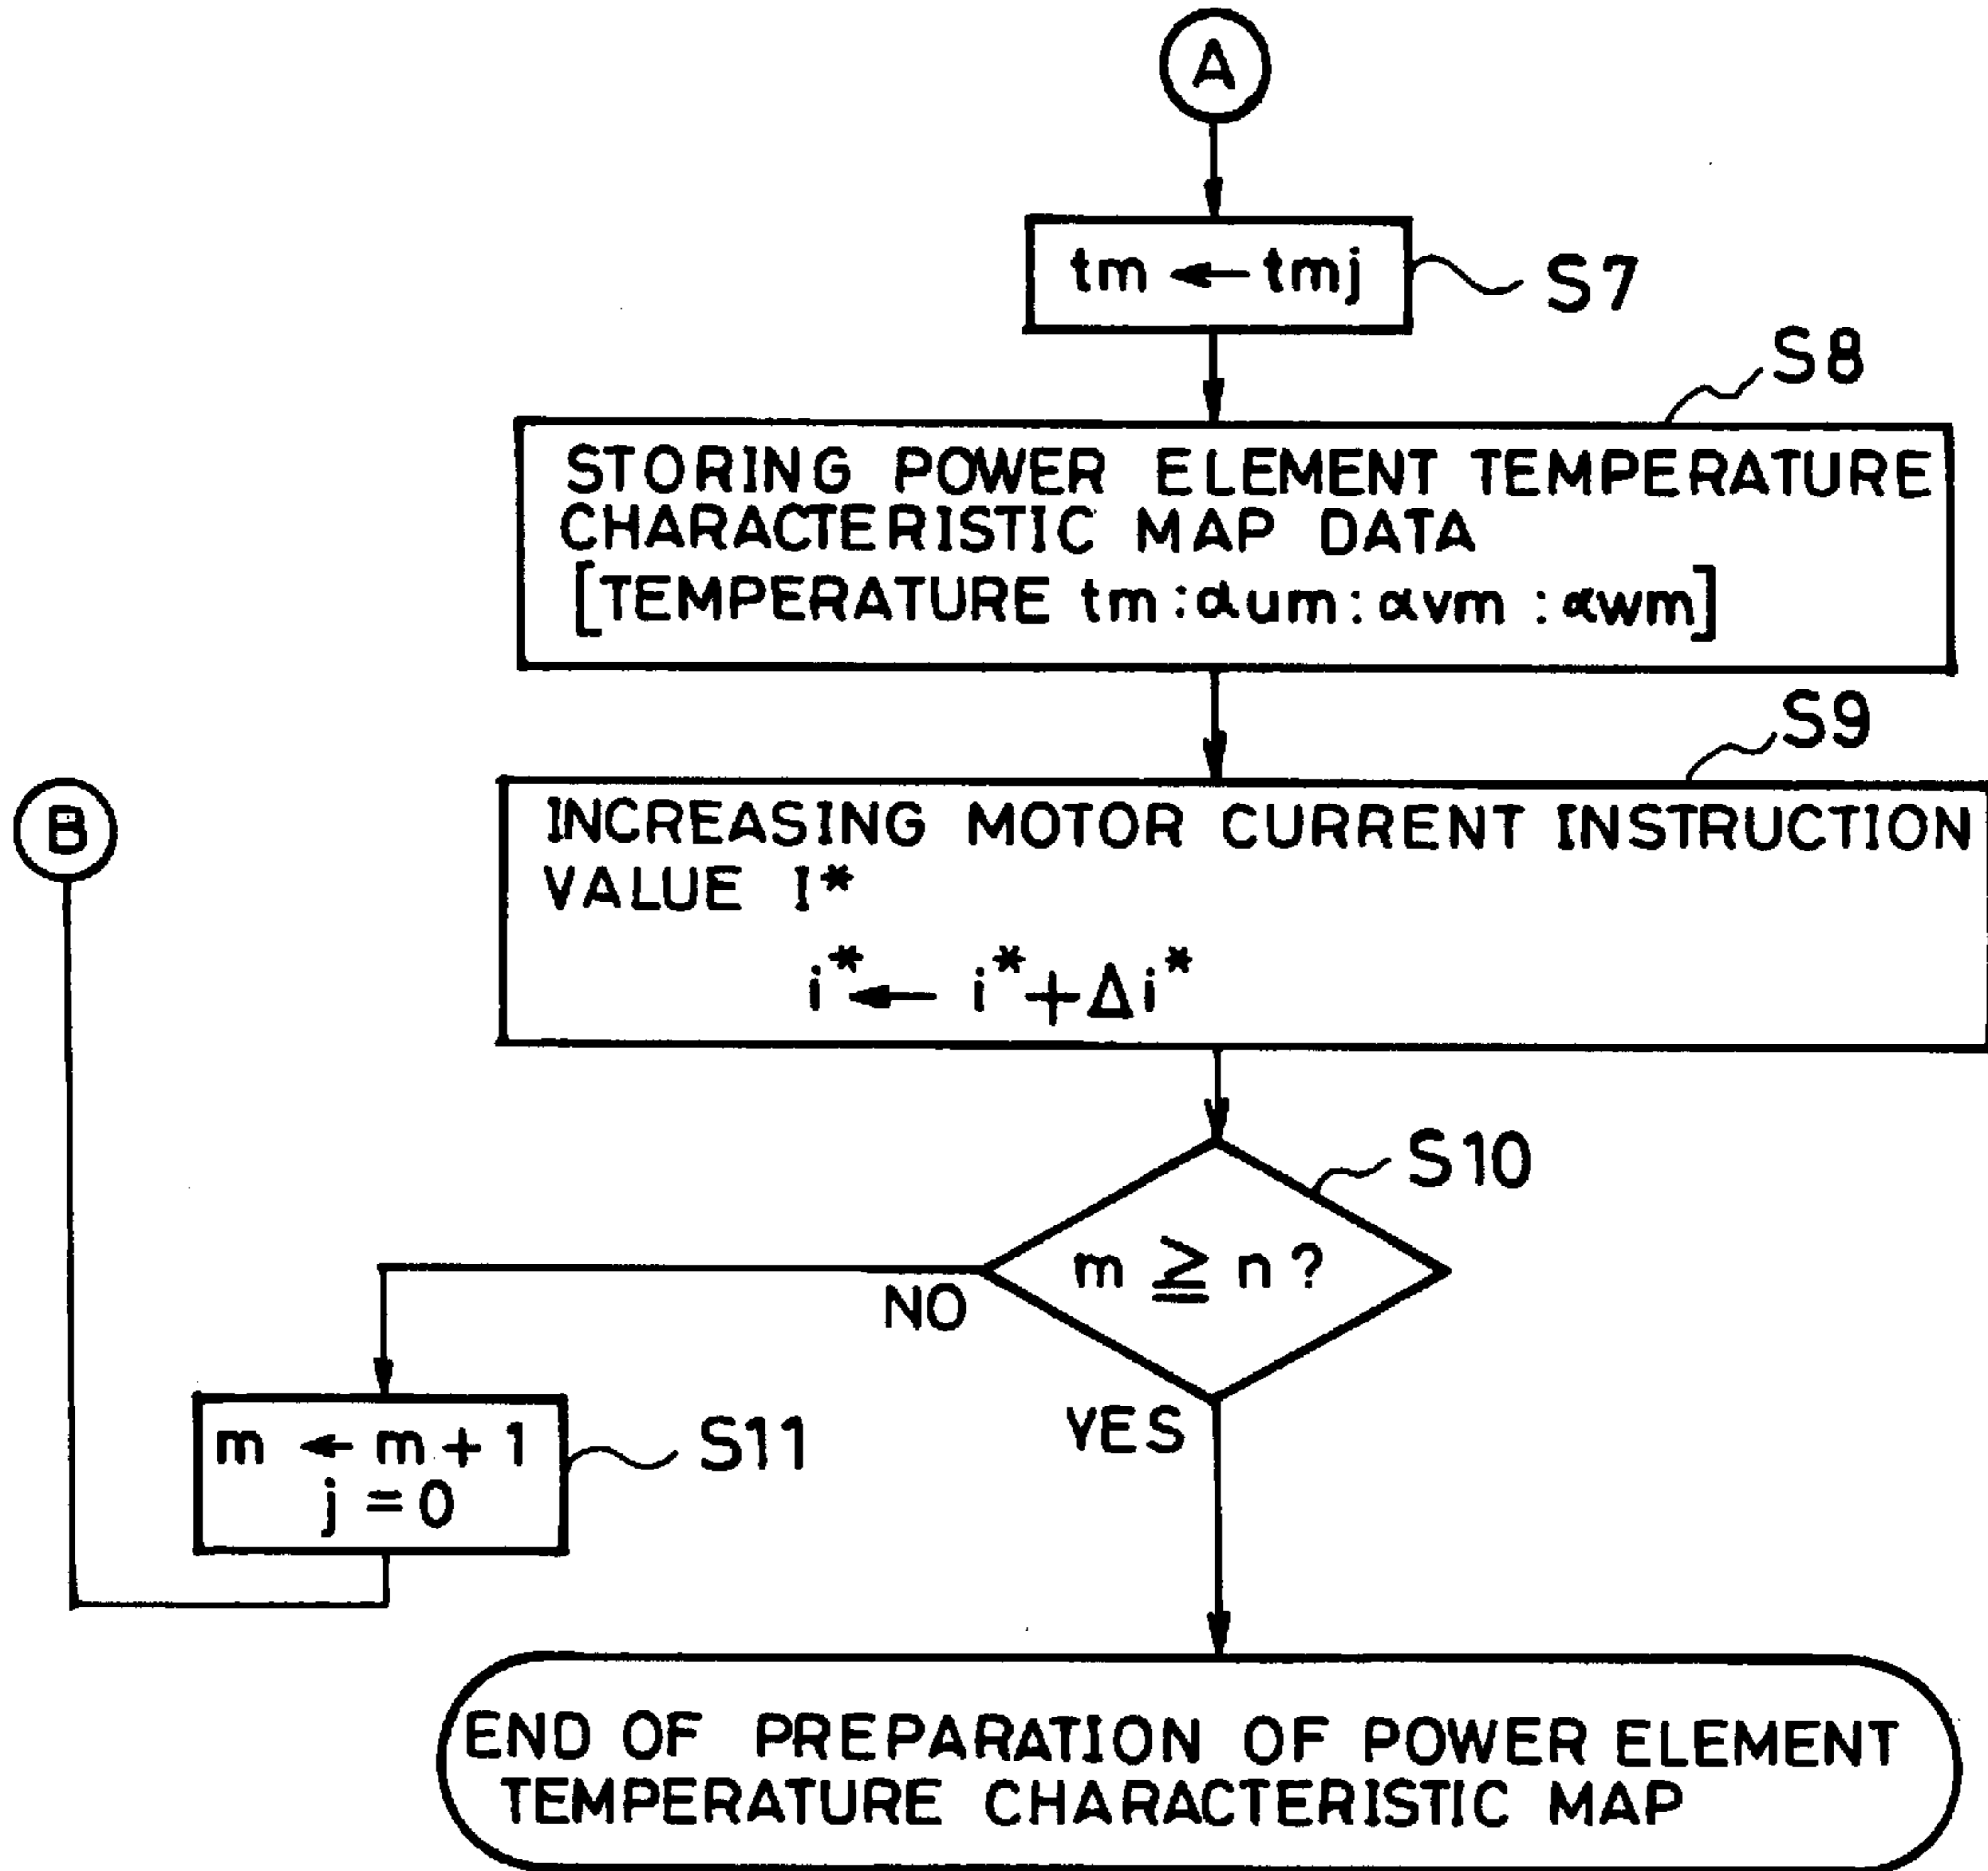 A
tm ← tmj
S7
S8
STORING POWER ELEMENT TEMPERATURE
CHARACTERISTIC MAP DATA
[TEMPERATURE tm : αum : αvm : αwm]
S9
B
INCREASING MOTOR CURRENT INSTRUCTION
VALUE I*
i* ← i* + Δi*
S10
m ≧ n ?
NO
YES
m ← m + 1
j = 0
S11
END OF PREPARATION OF POWER ELEMENT
TEMPERATURE CHARACTERISTIC MAP